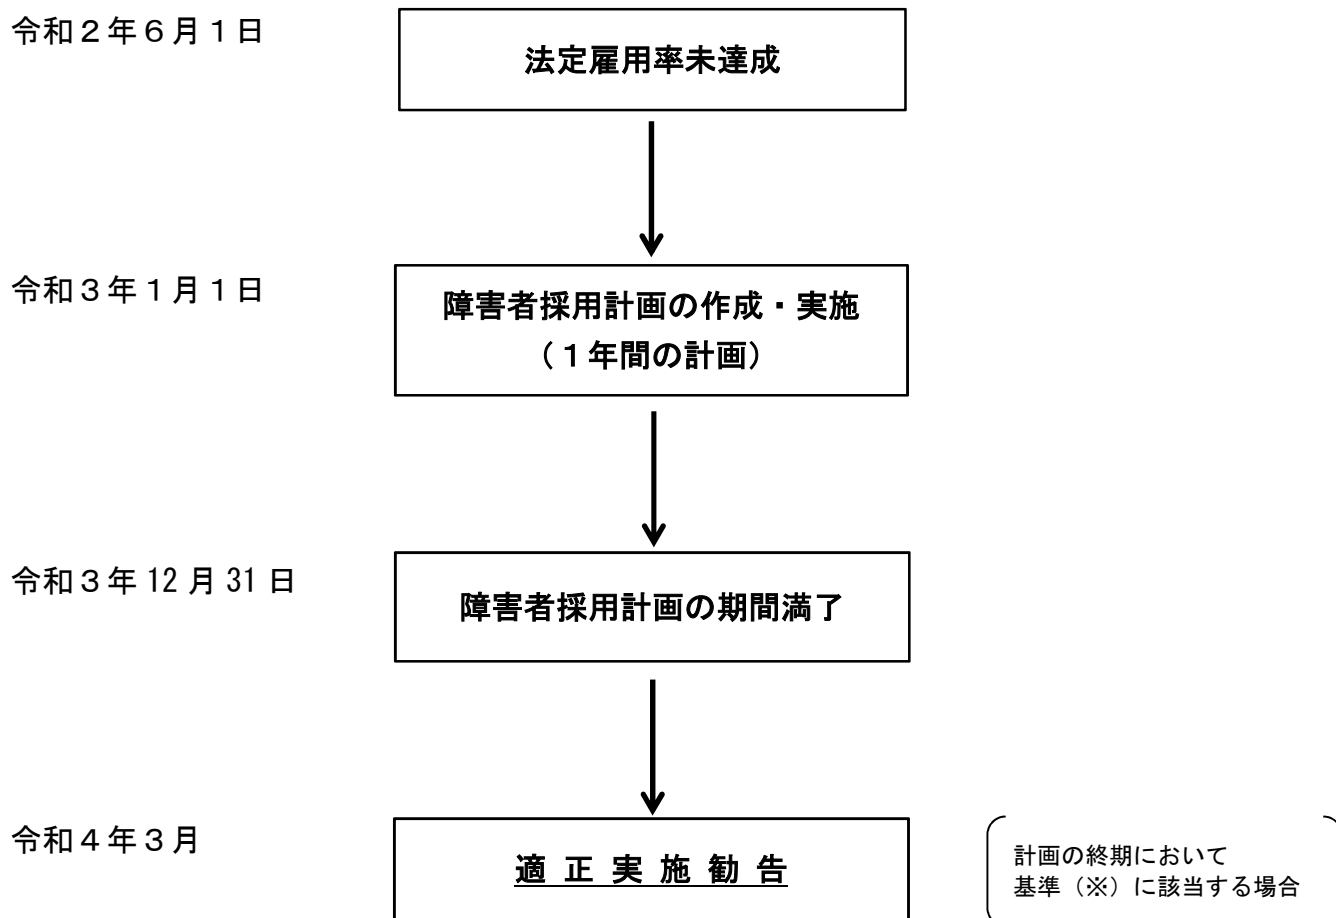 令和２年６月１日
法定雇用率未達成
令和３年１月１日
障害者採用計画の作成・実施
（１年間の計画）
令和３年 12 月 31 日
障害者採用計画の期間満了
令和４年３月
適 正 実 施 勧 告
計画の終期において
基準（※）に該当する場合